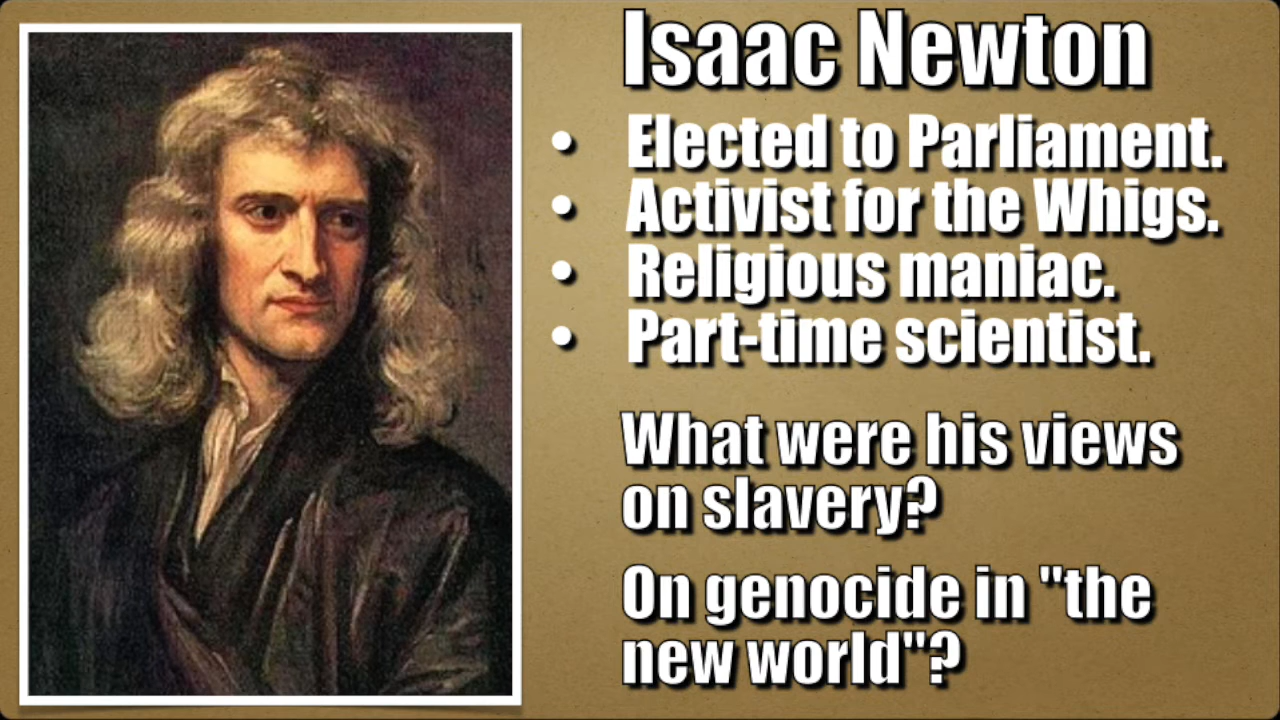 Isaac Newton
• Elected to Parliament.
• Activist for the Whigs.
• Religious maniac.
• Part-time scientist.
What were his views
on slavery?
On genocide in "the
new world"?